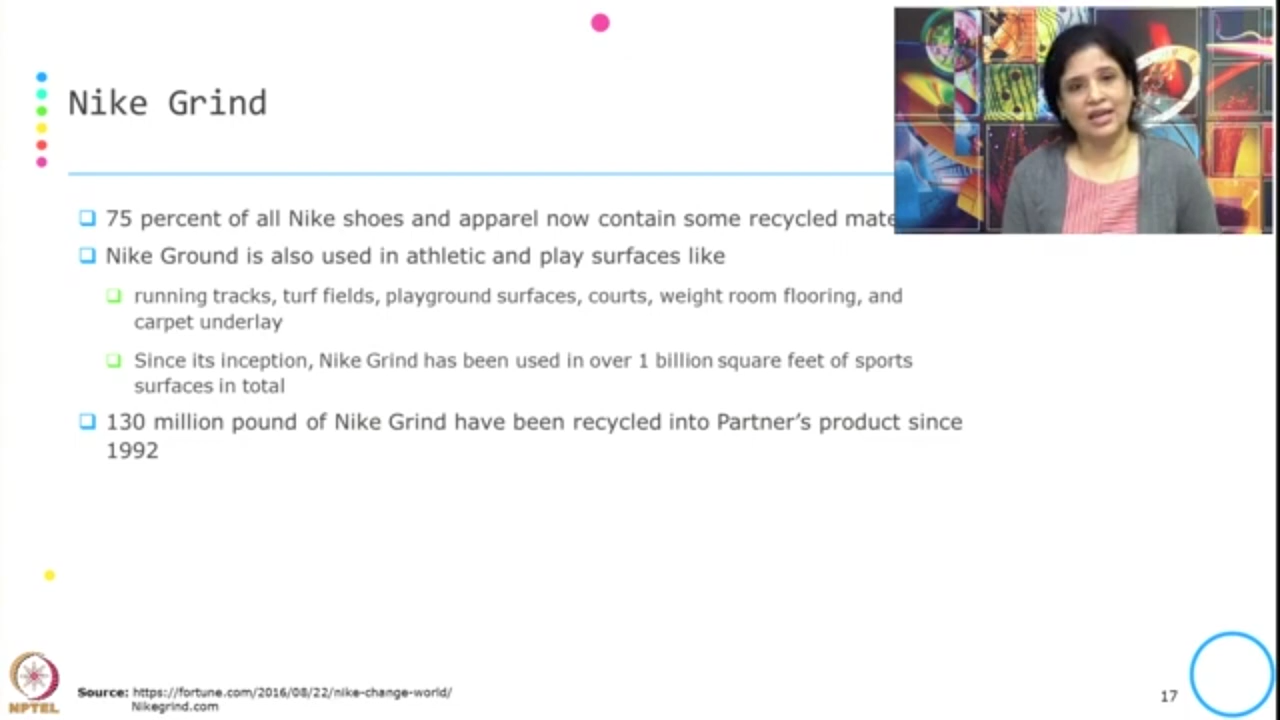 Nike Grind
75 percent of all Nike shoes and apparel now contain some recycled
Nike Ground is also used in athletic and play surfaces like
running tracks, turf fields, playground surfaces, courts, weight room flooring, and
carpet underlay
Since its inception, Nike Grind has been used in over 1 billion square feet of sports
surfaces in total
130 million pound of Nike Grind have been recycled into Partner’s product since
1992
Source: https://fortune.com/2016/08/22/nike-change-world/
Nikegrind.com
NPTEL
17